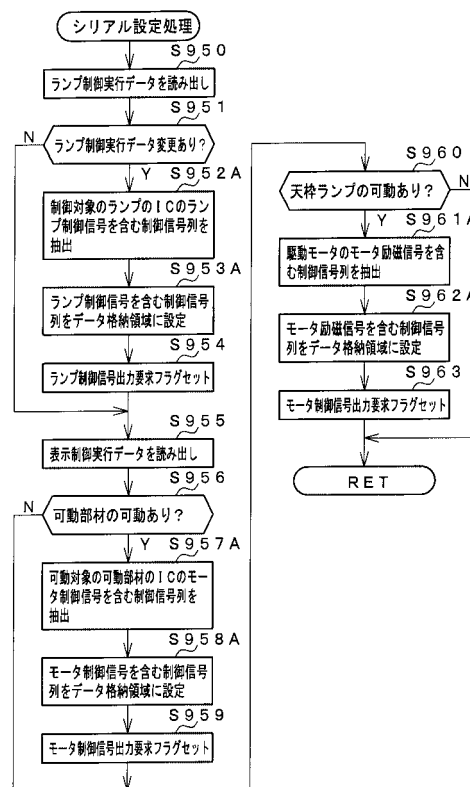 シリアル設定処理
S950
ランプ制御実行データを読み出し
S951
N
ランプ制御実行データ変更あり?
Y
S952A
制御対象のランプのICのラン
プ制御信号を含む制御信号列を
抽出
S953A
ランプ制御信号を含む制御信号
列をデータ格納領域に設定
S954
ランプ制御信号出力要求フラグセット
S955
表示制御実行データを読み出し
S956
N
可動部材の可動あり?
Y
S957A
可動対象の可動部材のICのモー
タ制御信号を含む制御信号列を
抽出
S958A
モータ制御信号を含む制御信号
列をデータ格納領域に設定
S959
モータ制御信号出力要求フラグセット
S960
天枠ランプの可動あり?
N
Y
S961A
駆動モータのモータ励磁信号を含
む制御信号列を抽出
S962A
モータ励磁信号を含む制御信号
列をデータ格納領域に設定
S963
モータ制御信号出力要求フラグセット
RET